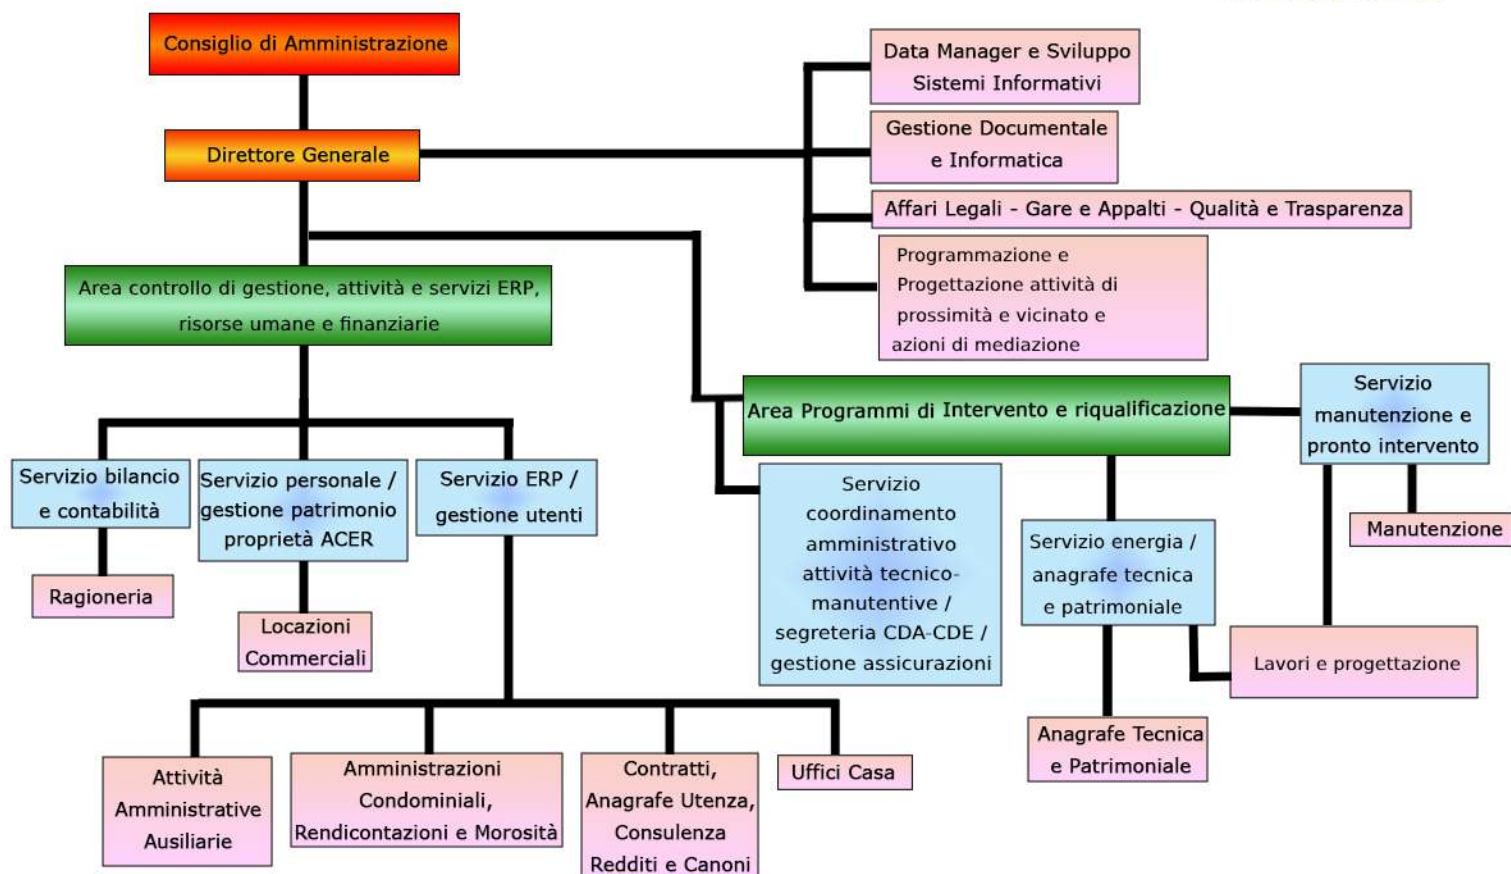 Consiglio di Amministrazione
Direttore Generale
Data Manager e Sviluppo
Sistemi Informativi
Gestione Documentale
e Informatica
Affari Legali - Gare e Appalti - Qualità e Trasparenza
Programmazione e
Progettazione attività di
prossimità e vicinato e
azioni di mediazione
Area controllo di gestione, attività e servizi ERP,
risorse umane e finanziarie
Area Programmi di Intervento e riqualificazione
Servizio
manutenzione e
pronto intervento
Servizio bilancio
e contabilità
Servizio personale /
gestione patrimonio
proprietà ACER
Servizio ERP /
gestione utenti
Servizio
coordinamento
amministrativo
attività tecnico-
manutentive /
segreteria CDA-CDE /
gestione assicurazioni
Servizio energia /
anagrafe tecnica
e patrimoniale
Manutenzione
Ragioneria
Locazioni
Commerciali
Lavori e progettazione
Anagrafe Tecnica
e Patrimoniale
Attività
Amministrative
Ausiliarie
Amministrazioni
Condominiali,
Rendicontazioni e Morosità
Contratti,
Anagrafe Utenza,
Consulenza
Redditi e Canoni
Uffici Casa